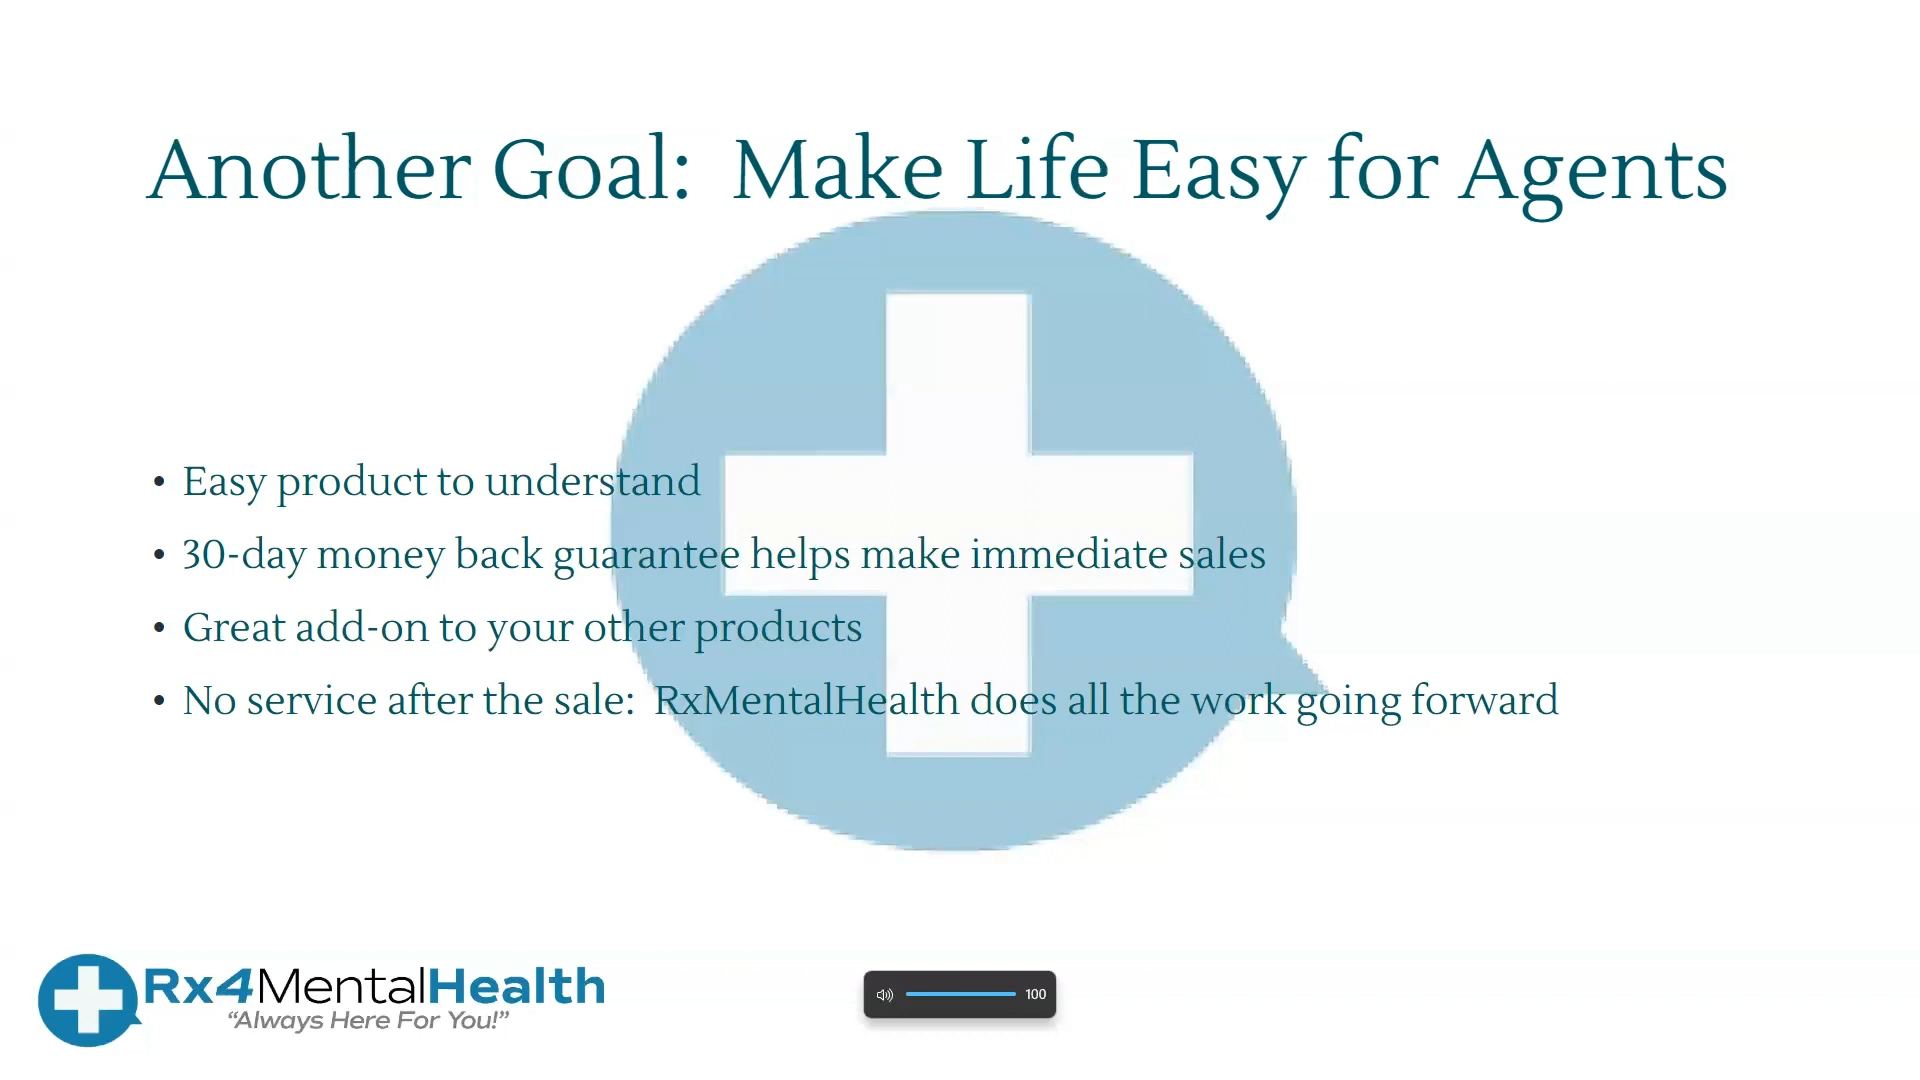 Another Goal:  Make Life Easy for Agents
• Easy product to understand
• 30-day money back guarantee helps make immediate sales
• Great add-on to your other products
• No service after the sale:  RxMentalHealth does all the work going forward
Rx4MentalHealth
“Always Here For You!”
100